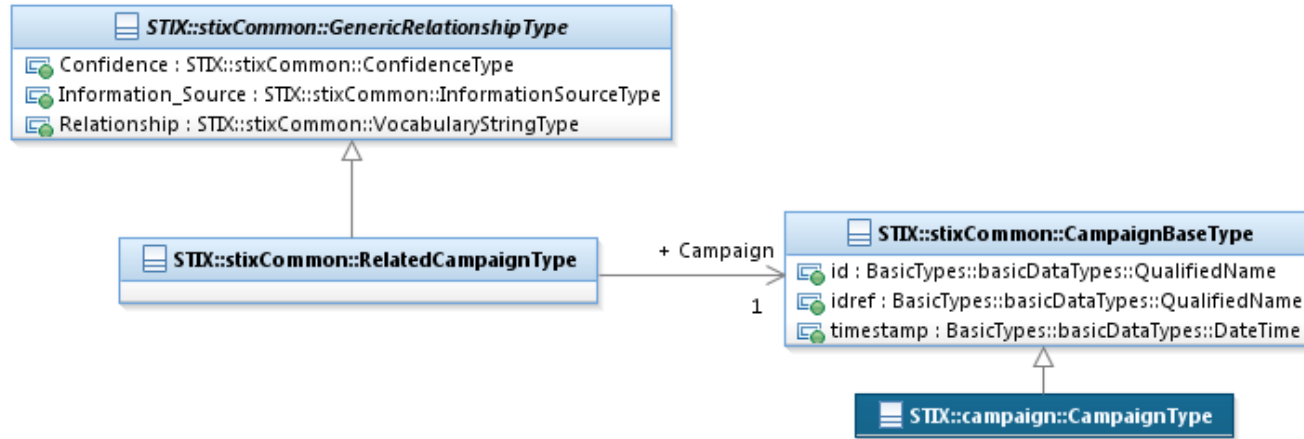 STIX::stixCommon::GenericRelationshipType
Confidence : STIX::stixCommon::ConfidenceType
Information_Source : STIX::stixCommon::InformationSourceType
Relationship : STIX::stixCommon::VocabularyStringType
STIX::stixCommon::RelatedCampaignType
+ Campaign
1
STIX::stixCommon::CampaignBaseType
id : BasicTypes::basicDataTypes::QualifiedName
idref : BasicTypes::basicDataTypes::QualifiedName
timestamp : BasicTypes::basicDataTypes::DateTime
STIX::campaign::CampaignType